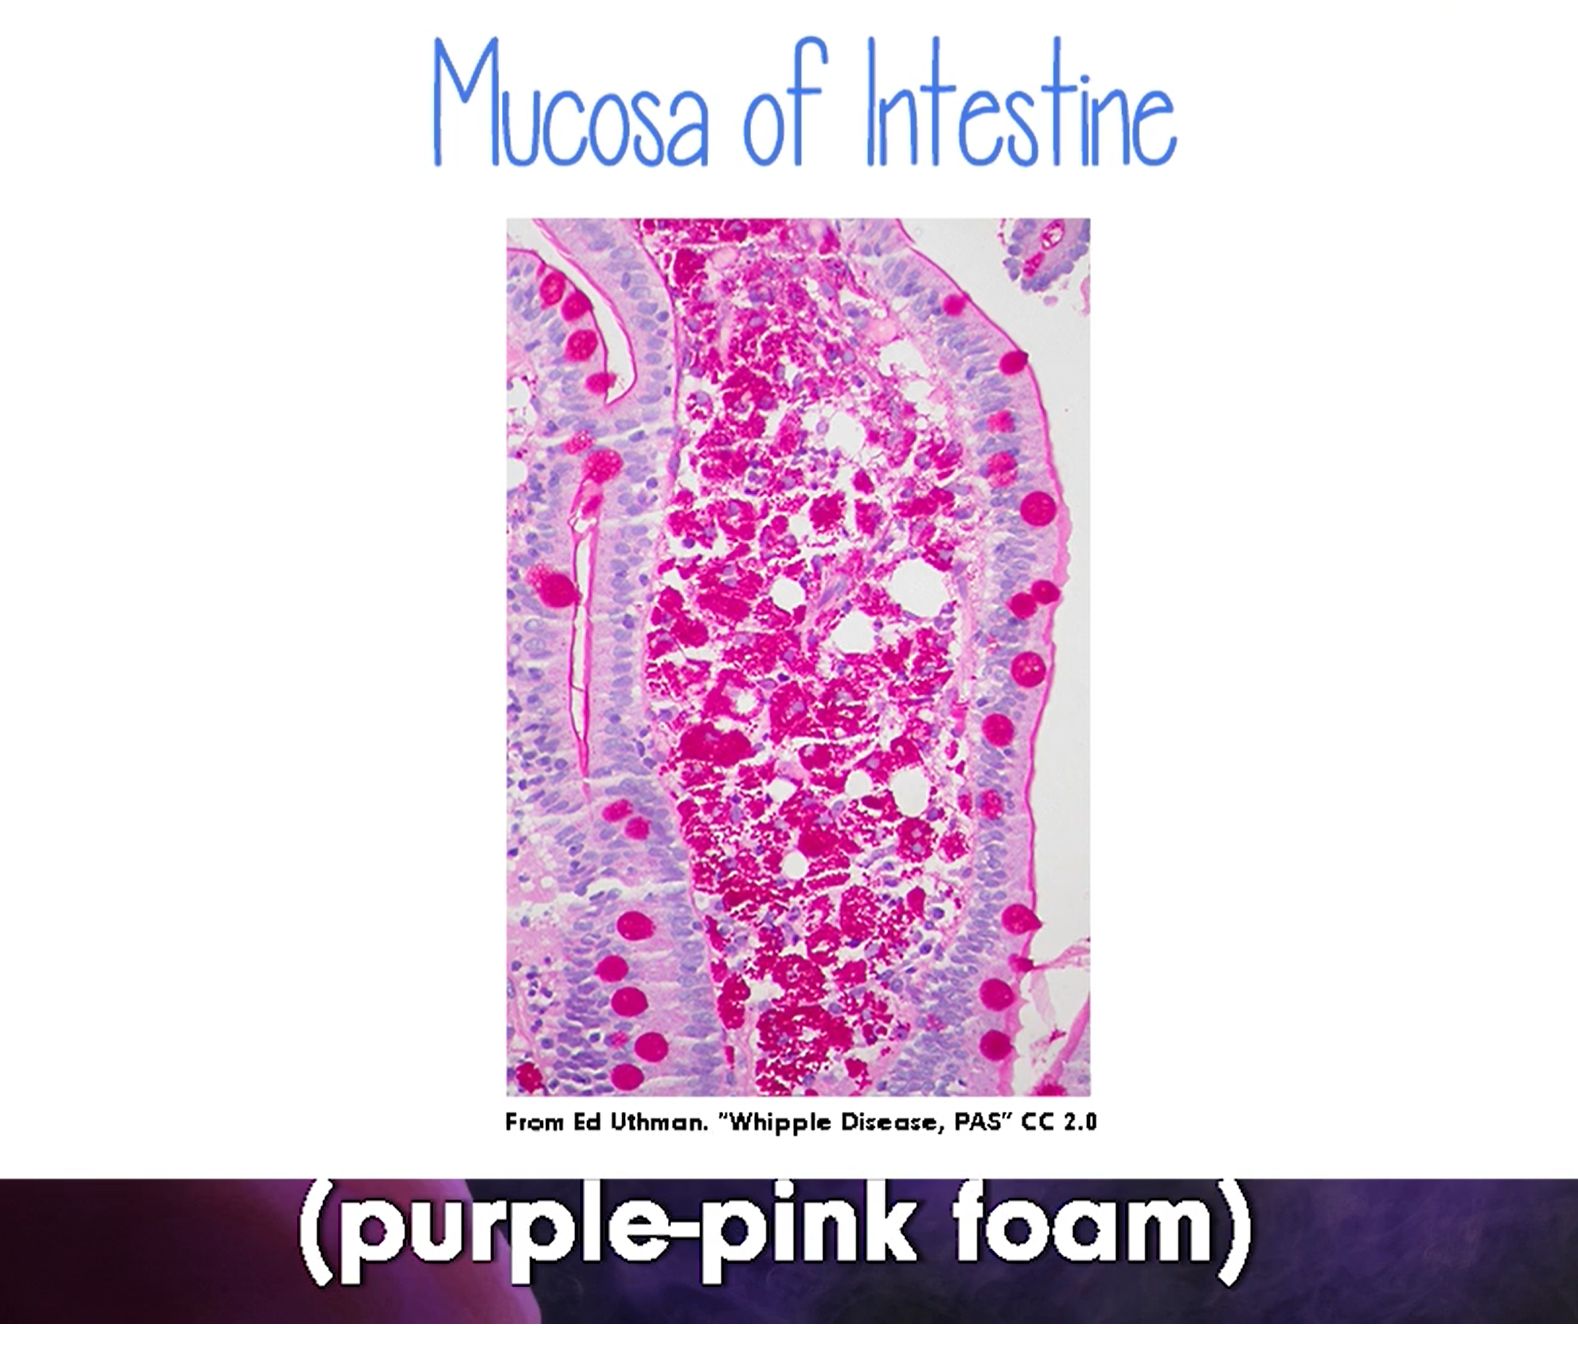 Mucosa of Intestine
From Ed Uthman. "Whipple Disease, PAS" CC 2.0
(purple-pink foam)